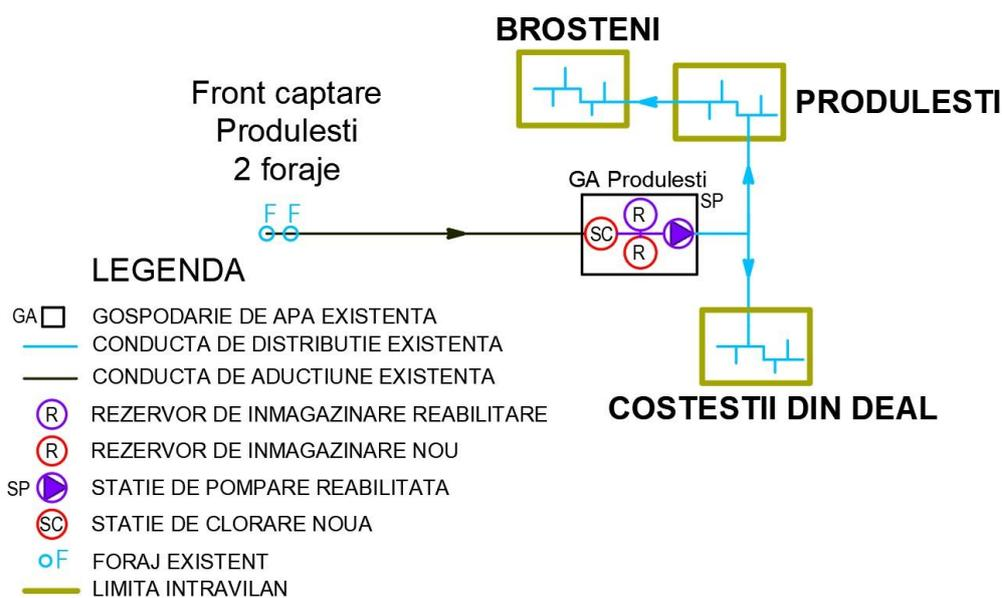 BROSTENI
PRODULESTI
Front captare
Produlesti
2 foraje
GA Produlesti
SP
F F
SC
R
R
COSTESTII DIN DEAL
LEGENDA
GA GOSPODARIE DE APA EXISTENTA
CONDUCTA DE DISTRIBUTIE EXISTENTA
CONDUCTA DE ADUCTIUNE EXISTENTA
R REZERVOR DE INMAGAZINARE REABILITARE
R REZERVOR DE INMAGAZINARE NOU
SP STATIE DE POMPARE REABILITATA
SC STATIE DE CLORARE NOUA
F FORAJ EXISTENT
LIMITA INTRAVILAN